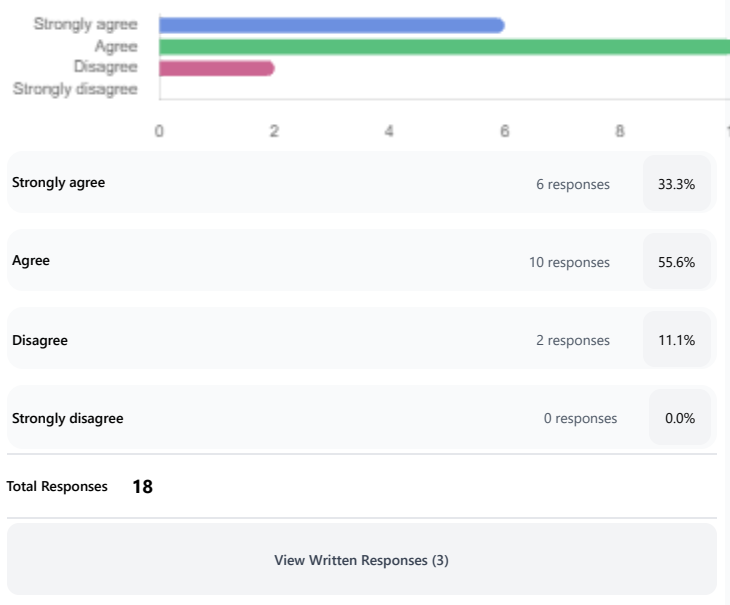 Strongly agree
Agree
Disagree
Strongly disagree
0 2 4 6 8 1
Strongly agree 6 responses 33.3%
Agree 10 responses 55.6%
Disagree 2 responses 11.1%
Strongly disagree 0 responses 0.0%
Total Responses 18
View Written Responses (3)